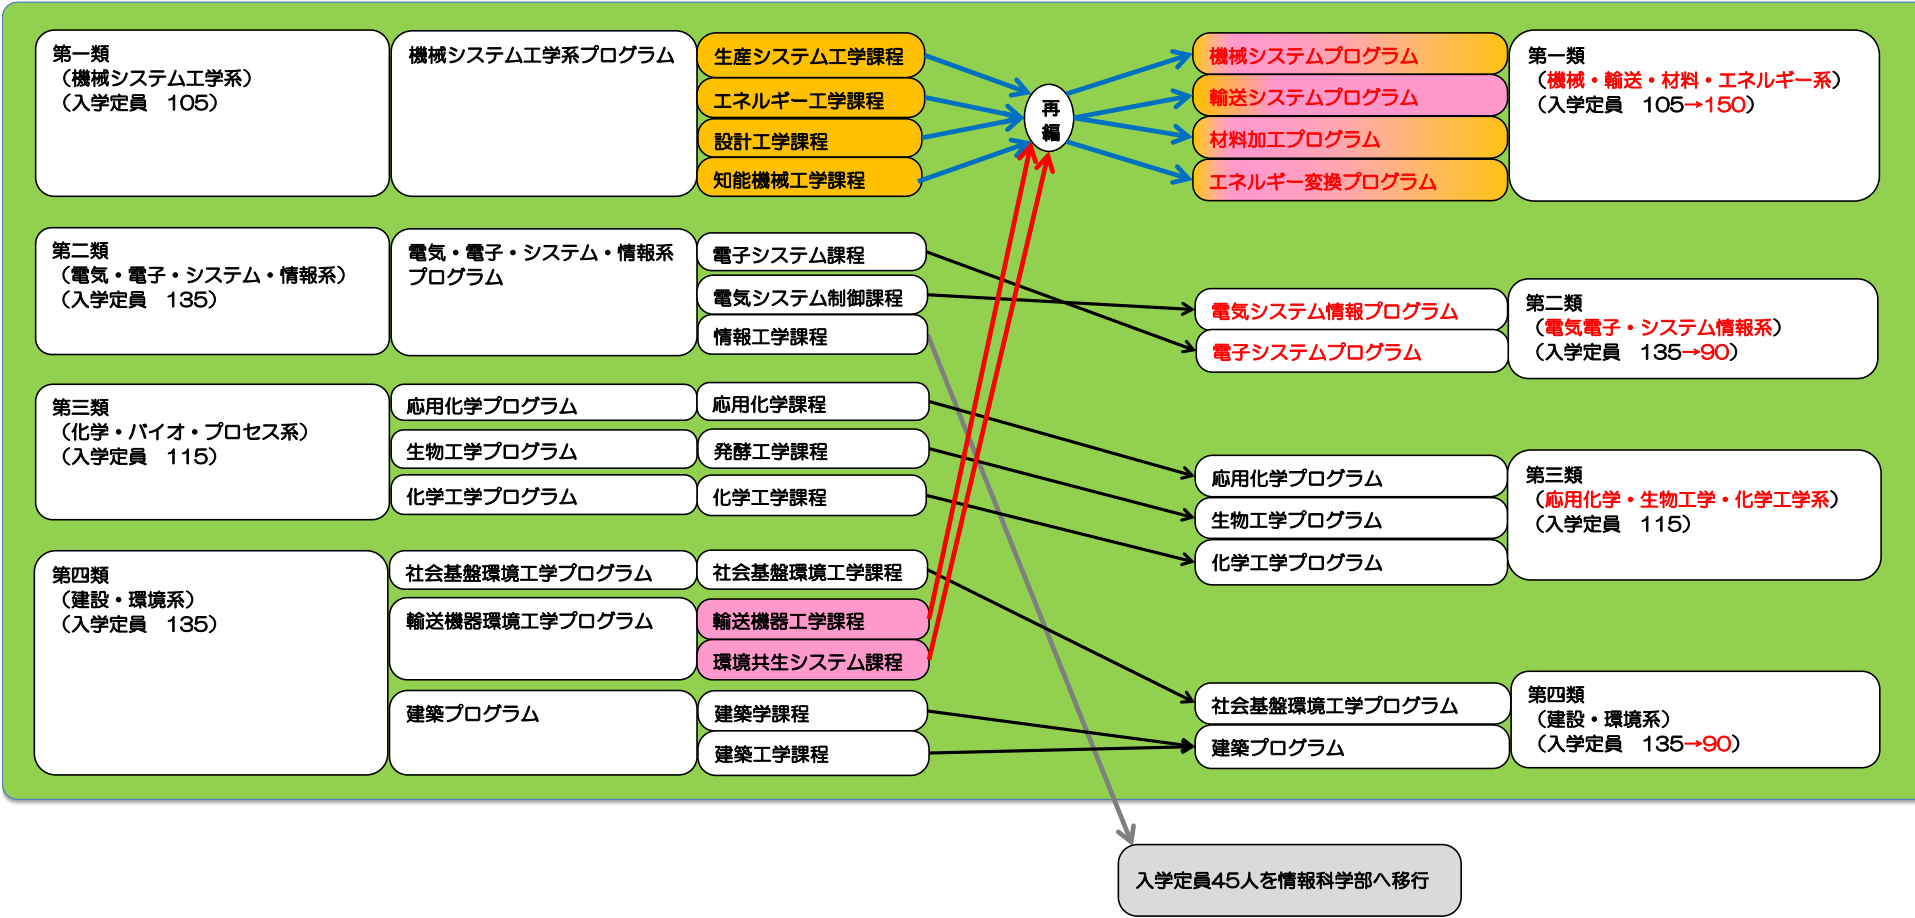 第一類
（機械システム工学系）
（入学定員　105）
機械システム工学系プログラム
生産システム工学課程
エネルギー工学課程
設計工学課程
知能機械工学課程
第二類
（電気・電子・システム・情報系）
（入学定員　135）
電気・電子・システム・情報系
プログラム
電子システム課程
電気システム制御課程
情報工学課程
第三類
（化学・バイオ・プロセス系）
（入学定員　115）
応用化学プログラム
生物工学プログラム
化学工学プログラム
応用化学課程
発酵工学課程
化学工学課程
第四類
（建設・環境系）
（入学定員　135）
社会基盤環境工学プログラム
輸送機器環境工学プログラム
建築プログラム
社会基盤環境工学課程
輸送機器工学課程
環境共生システム課程
建築学課程
建築工学課程
再
編
機械システムプログラム
輸送システムプログラム
材料加工プログラム
エネルギー変換プログラム
第一類
（機械・輸送・材料・エネルギー系）
（入学定員　105→150）
電気システム情報プログラム
電子システムプログラム
第二類
（電気電子・システム情報系）
（入学定員　135→90）
応用化学プログラム
生物工学プログラム
化学工学プログラム
第三類
（応用化学・生物工学・化学工学系）
（入学定員　115）
社会基盤環境工学プログラム
建築プログラム
第四類
（建設・環境系）
（入学定員　135→90）
入学定員45人を情報科学部へ移行